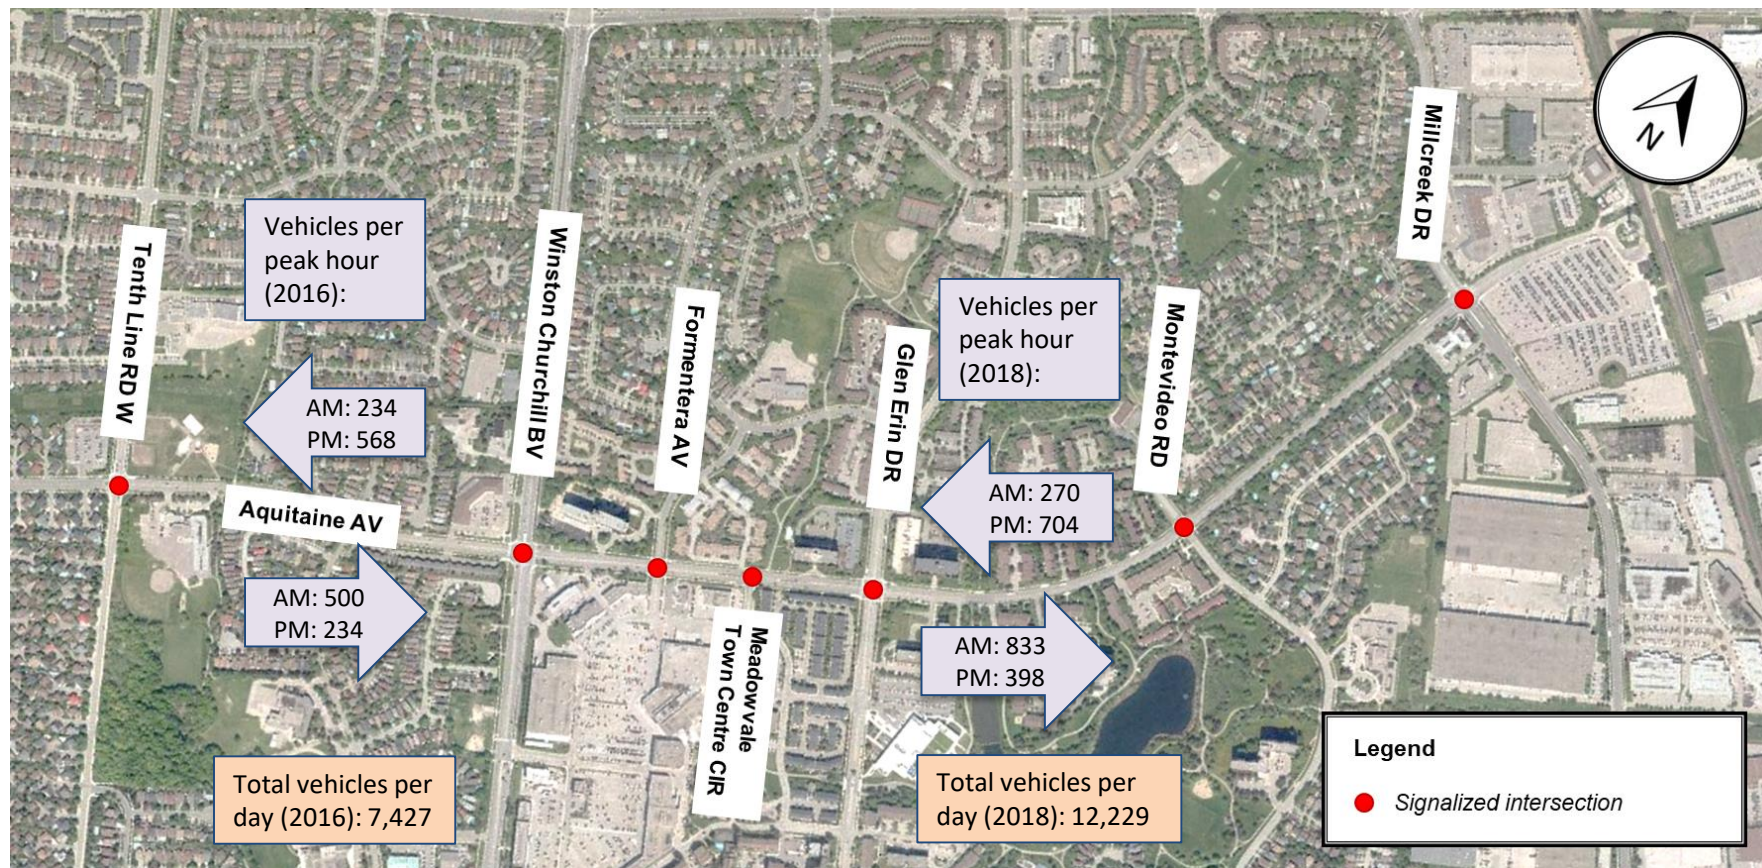 N
Millcreek DR
Vehicles per
peak hour
(2016):
Tenth Line RD W
Winston Churchill BV
Formentera AV
Vehicles per
peak hour
(2018):
Glen Erin DR
Montevideo RD
AM: 234
PM: 568
AM: 270
PM: 704
Aquitaine AV
AM: 500
PM: 234
Meadowvale
Town Centre CIR
AM: 833
PM: 398
Total vehicles per
day (2016): 7,427
Total vehicles per
day (2018): 12,229
Legend
Signalized intersection